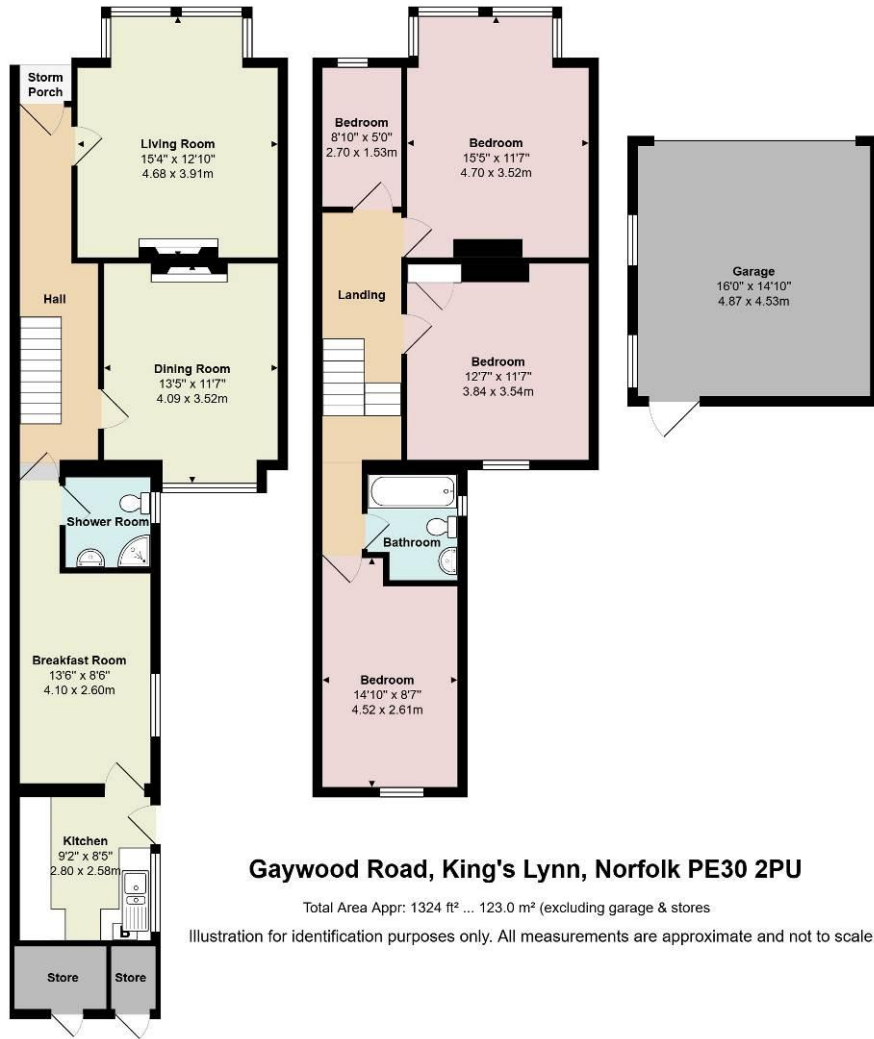 Storm
Porch
Living Room
15'4" x 12'10"
4.68 x 3.91m
Hall
Dining Room
13'5" x 11'7"
4.09 x 3.52m
Shower Room
Breakfast Room
13'6" x 8'6"
4.10 x 2.60m
Kitchen
9'2" x 8'5"
2.80 x 2.58m
Store
Store
Bedroom
8'10" x 5'0"
2.70 x 1.53m
Bedroom
15'5" x 11'7"
4.70 x 3.52m
Landing
Bedroom
12'7" x 11'7"
3.84 x 3.54m
Bathroom
Bedroom
14'10" x 8'7"
4.52 x 2.61m
Garage
16'0" x 14'10"
4.87 x 4.53m
Gaywood Road, King's Lynn, Norfolk PE30 2PU
Total Area Appr: 1324 ft² ... 123.0 m² (excluding garage & stores
Illustration for identification purposes only. All measurements are approximate and not to scale